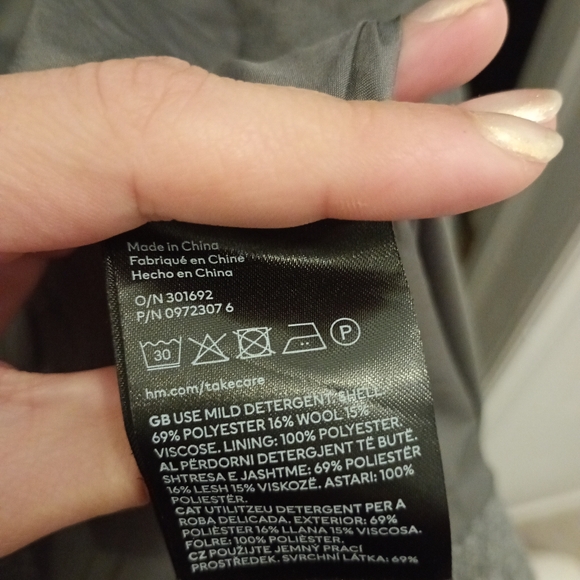 Made in China
Fabriqué en Chine
Hecho en China
O/N 301692
P/N 0972307 6
30
P
hm.com/takecare
GB USE MILD DETERGENT. SHELL:
69% POLYESTER 16% WOOL 15%
VISCOSE. LINING: 100% POLYESTER.
AL PËRDORNI DETERGJENT TË BUTË.
SHTRESA E JASHTME: 69% POLIESTËR
16% LESH 15% VISKOZË. ASTARI: 100%
POLIESTËR.
CAT UTILITZEU DETERGENT PER A
ROBA DELICADA. EXTERIOR: 69%
POLIÈSTER 16% LLANA 15% VISCOSA.
FOLRE: 100% POLIÈSTER.
CZ POUŽIJTE JEMNÝ PRACÍ
PROSTŘEDEK. SVRCHNÍ LÁTKA: 69%